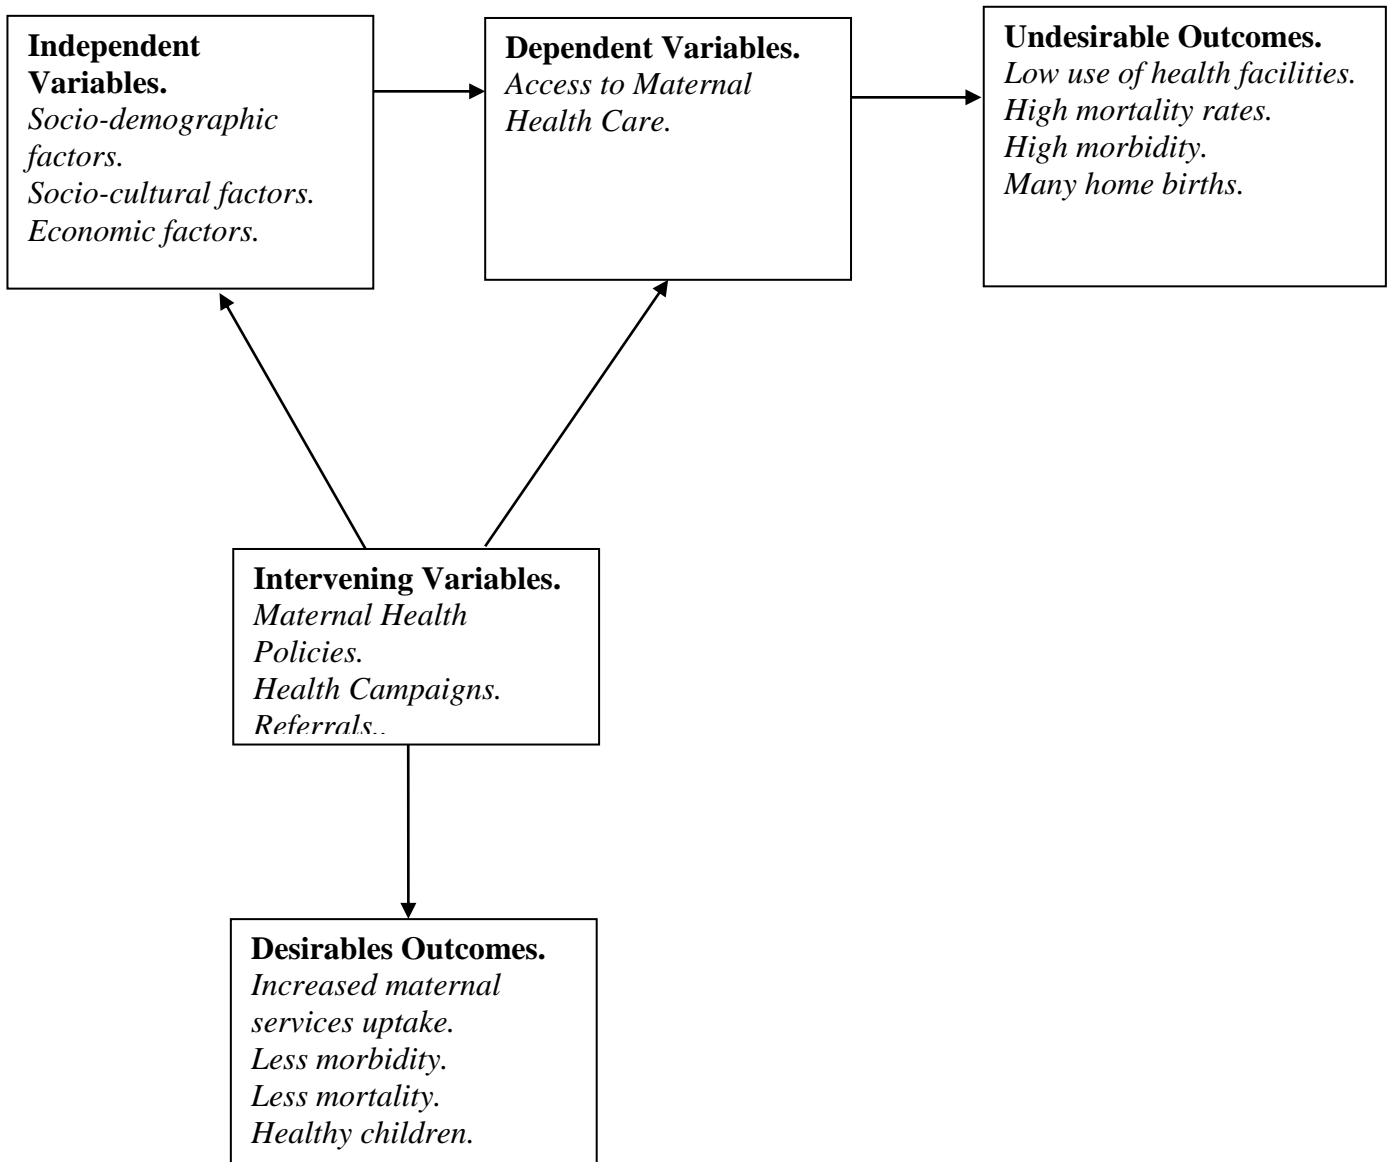 Independent
Variables.
Socio-demographic
factors.
Socio-cultural factors.
Economic factors.
Dependent Variables.
Access to Maternal
Health Care.
Undesirable Outcomes.
Low use of health facilities.
High mortality rates.
High morbidity.
Many home births.
Intervening Variables.
Maternal Health
Policies.
Health Campaigns.
Referrals..
Desirables Outcomes.
Increased maternal
services uptake.
Less morbidity.
Less mortality.
Healthy children.